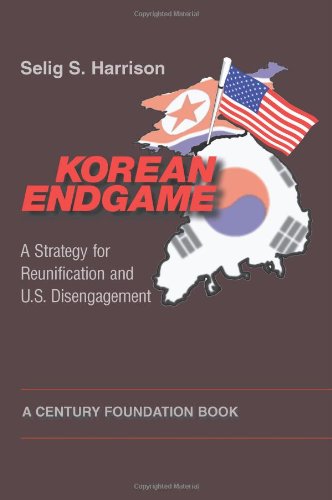 Selig S. Harrison
KOREAN
ENDGAME
A Strategy for
Reunification and
U.S. Disengagement
A CENTURY FOUNDATION BOOK